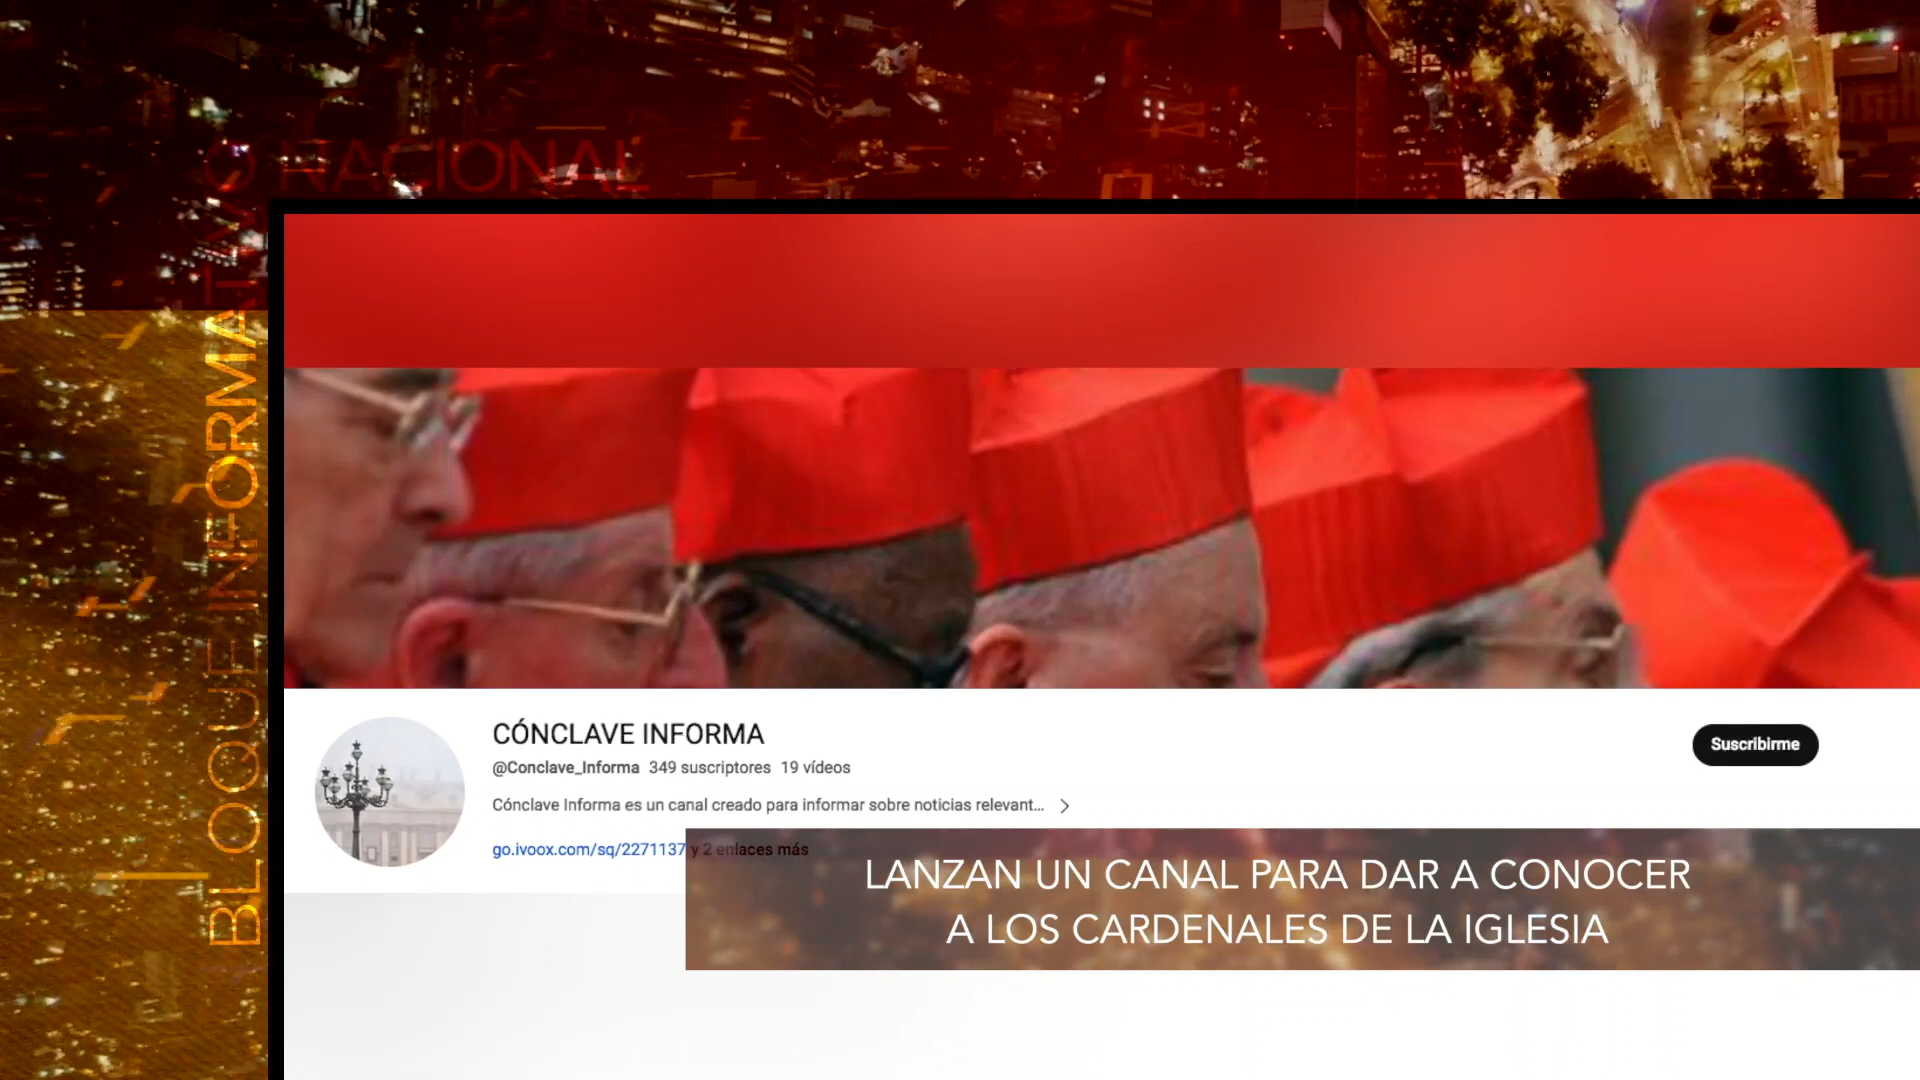 BLOQUE INFORMATIVO NACIONAL
CÓNCLAVE INFORMA
@Conclave_Informa 349 suscriptores 19 vídeos
Suscribirme
Cónclave Informa es un canal creado para informar sobre noticias relevant...
go.ivoox.com/sq/2271137 y 2 enlaces más
LANZAN UN CANAL PARA DAR A CONOCER
A LOS CARDENALES DE LA IGLESIA